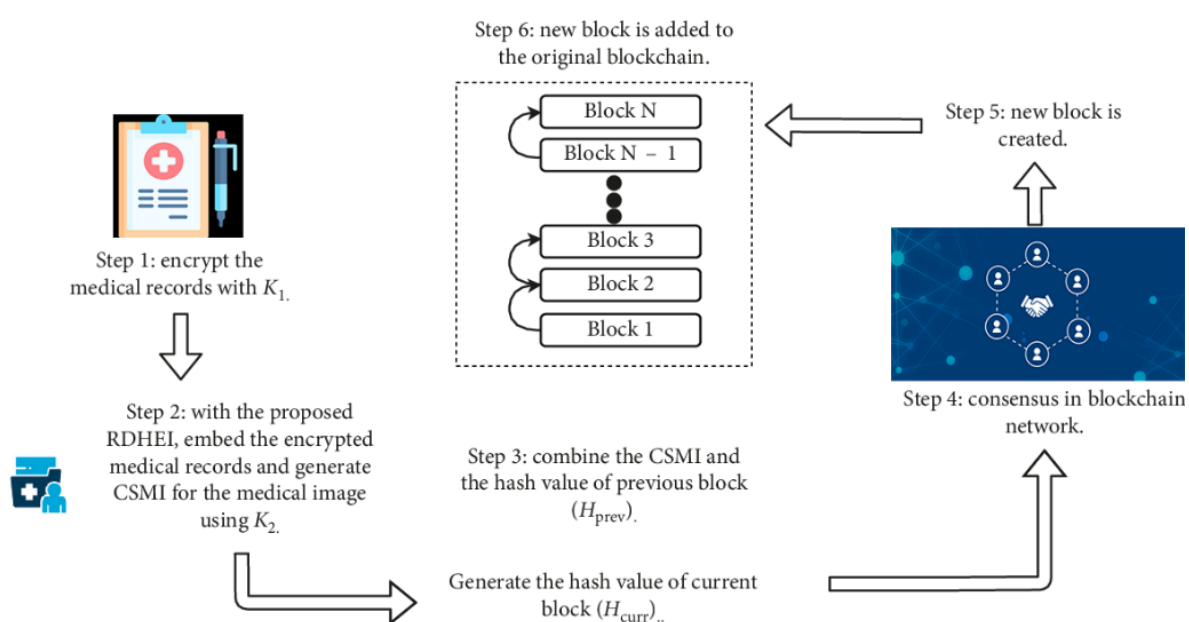 Step 6: new block is added to
the original blockchain.
Block N
Block N – 1
Block 3
Block 2
Block 1
Step 5: new block is
created.
Step 1: encrypt the
medical records with K1.
Step 2: with the proposed
RDHEI, embed the encrypted
medical records and generate
CSMI for the medical image
using K2.
Step 3: combine the CSMI and
the hash value of previous block
(Hprev).
Generate the hash value of current
block (Hcurr)..
Step 4: consensus in blockchain
network.